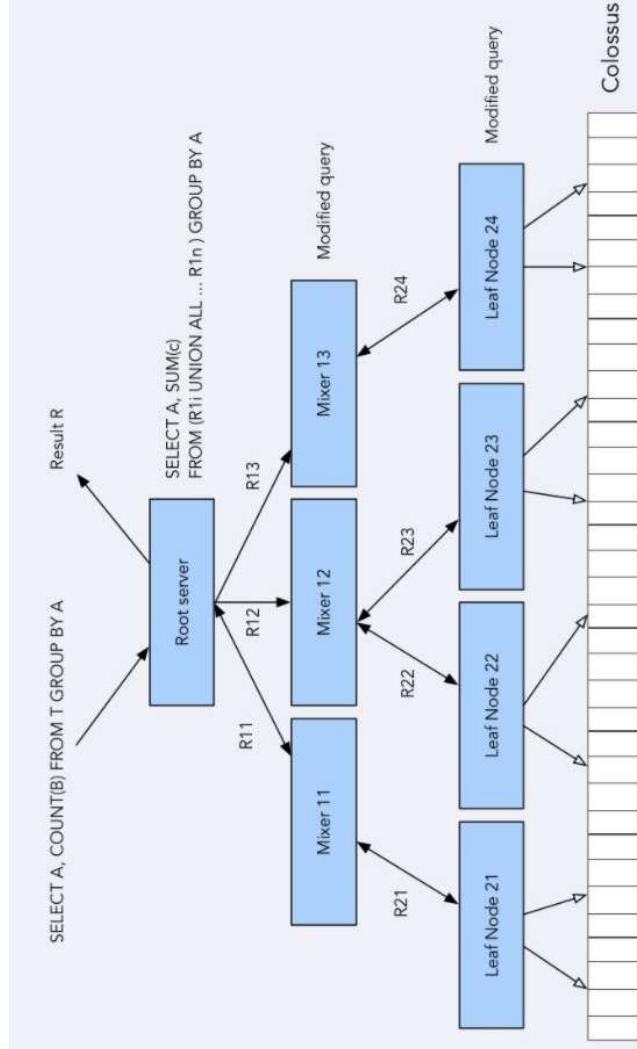 SELECT A, COUNT(B) FROM T GROUP BY A
Result R
Root server
SELECT A, SUM(c)
FROM (R1i UNION ALL ... R1n ) GROUP BY A
R11
R12
R13
Mixer 11
Mixer 12
Mixer 13
Modified query
R21
R22
R23
R24
Leaf Node 21
Leaf Node 22
Leaf Node 23
Leaf Node 24
Modified query
Colossus